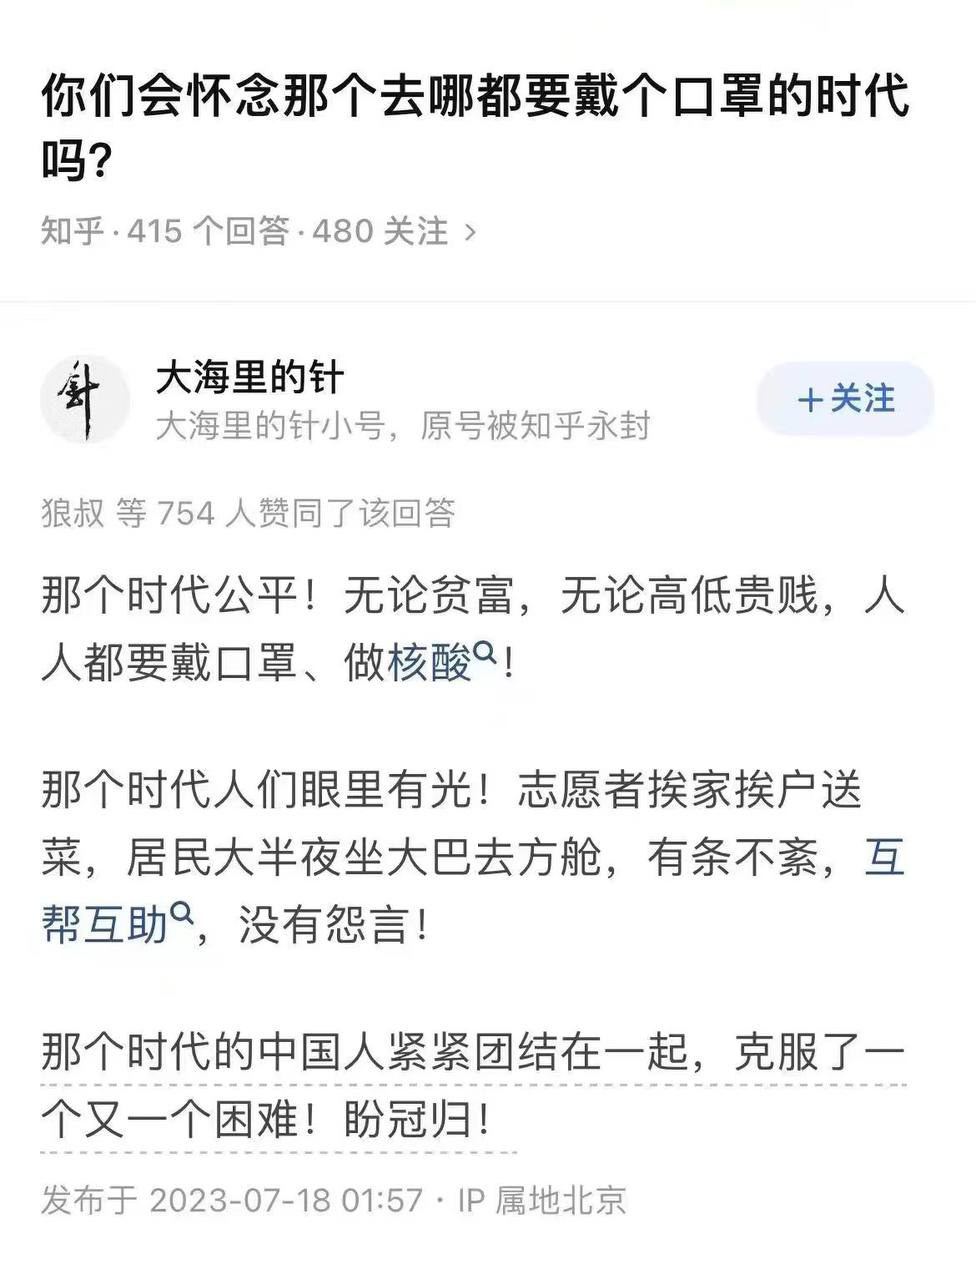 你们会怀念那个去哪都要戴个口罩的时代
吗?
知乎·415 个回答·480 关注 >
针
大海里的针
大海里的针小号，原号被知乎永封
＋关注
狼叔 等 754 人赞同了该回答
那个时代公平！无论贫富，无论高低贵贱，人
人都要戴口罩、做核酸！
那个时代人们眼里有光！志愿者挨家挨户送
菜，居民大半夜坐大巴去方舱，有条不紊，互
帮互助，没有怨言！
那个时代的中国人紧紧团结在一起，克服了一
个又一个困难！盼冠归！
发布于 2023-07-18 01:57 · IP 属地北京